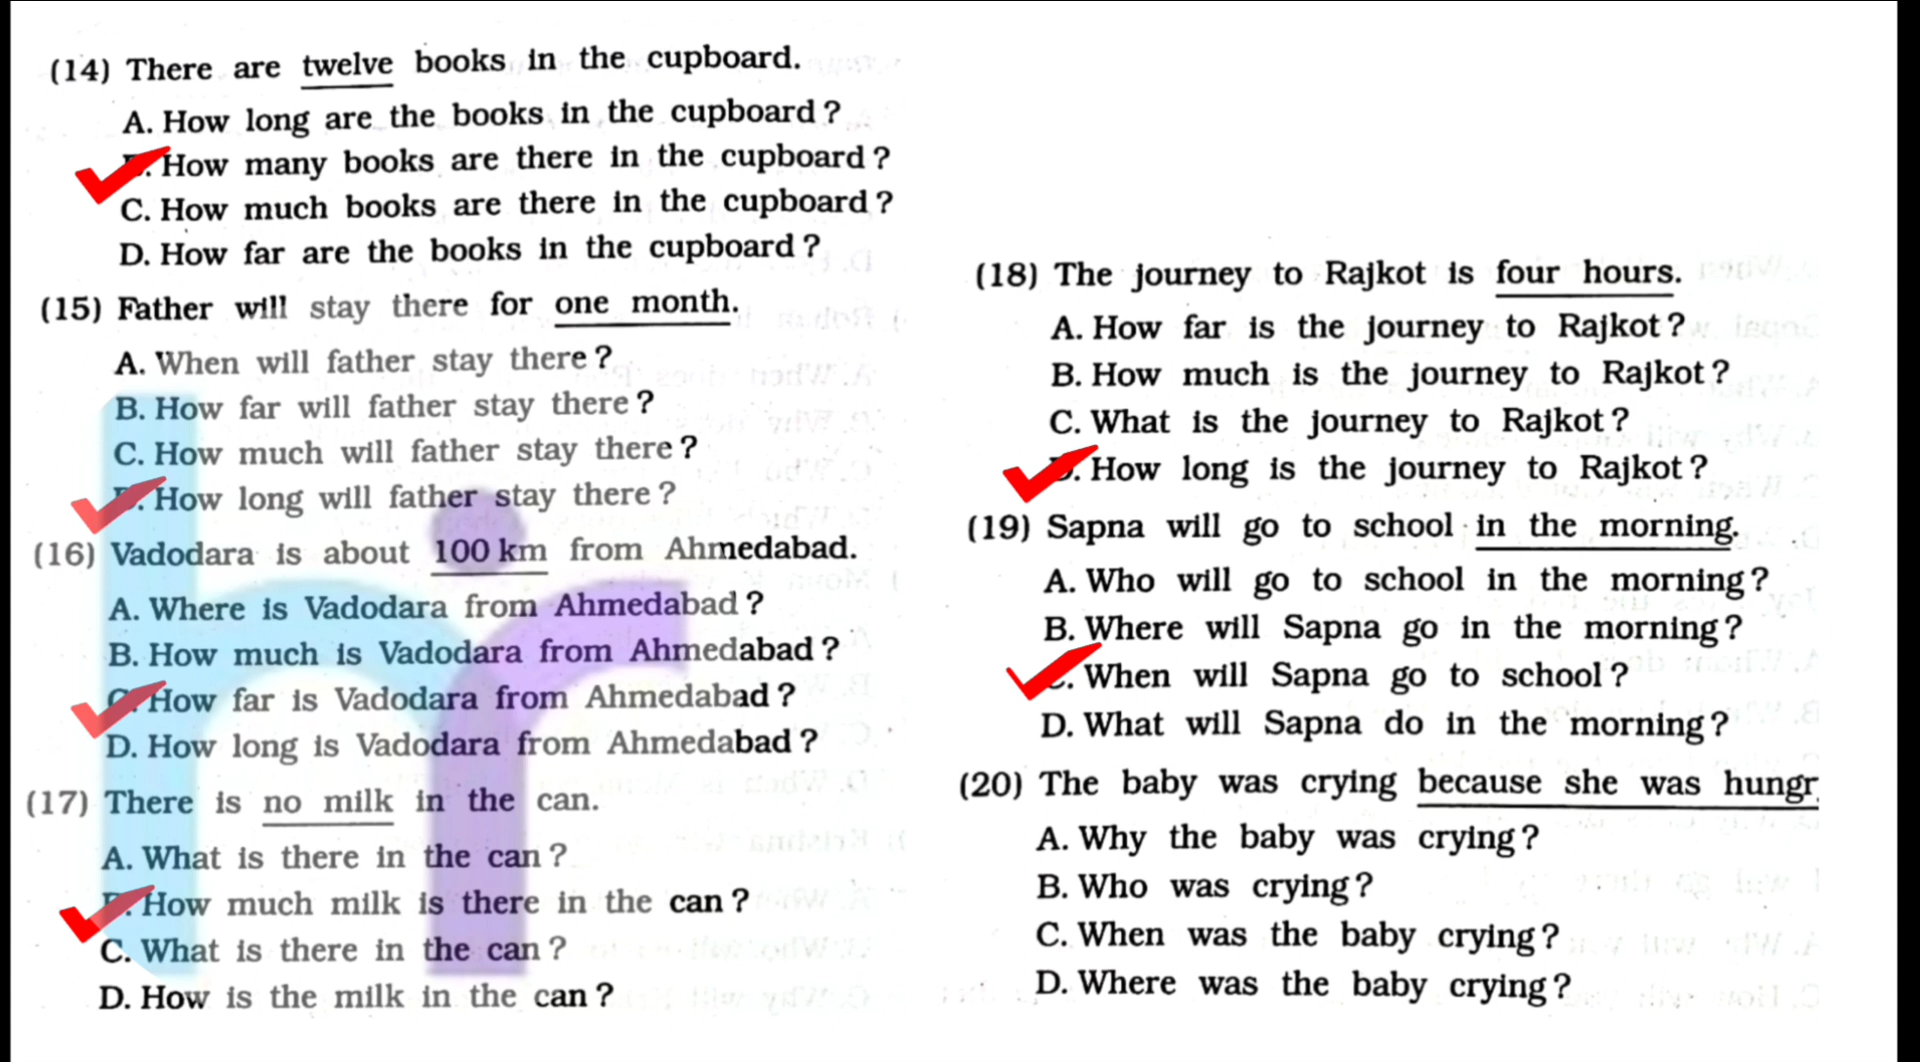 (14) There are twelve books in the cupboard.
A. How long are the books in the cupboard?
How many books are there in the cupboard?
C. How much books are there in the cupboard?
D. How far are the books in the cupboard?
(15) Father will stay there for one month.
A. When will father stay there?
B. How far will father stay there?
C. How much will father stay there?
How long will father stay there?
(16) Vadodara is about 100 km from Ahmedabad.
A. Where is Vadodara from Ahmedabad?
B. How much is Vadodara from Ahmedabad?
C. How far is Vadodara from Ahmedabad?
D. How long is Vadodara from Ahmedabad?
(17) There is no milk in the can.
A. What is there in the can?
How much milk is there in the can?
C. What is there in the can?
D. How is the milk in the can?
(18) The journey to Rajkot is four hours.
A. How far is the journey to Rajkot?
B. How much is the journey to Rajkot?
C. What is the journey to Rajkot?
How long is the journey to Rajkot?
(19) Sapna will go to school in the morning.
A. Who will go to school in the morning?
B. Where will Sapna go in the morning?
When will Sapna go to school?
D. What will Sapna do in the morning?
(20) The baby was crying because she was hungr
A. Why the baby was crying?
B. Who was crying?
C. When was the baby crying?
D. Where was the baby crying?